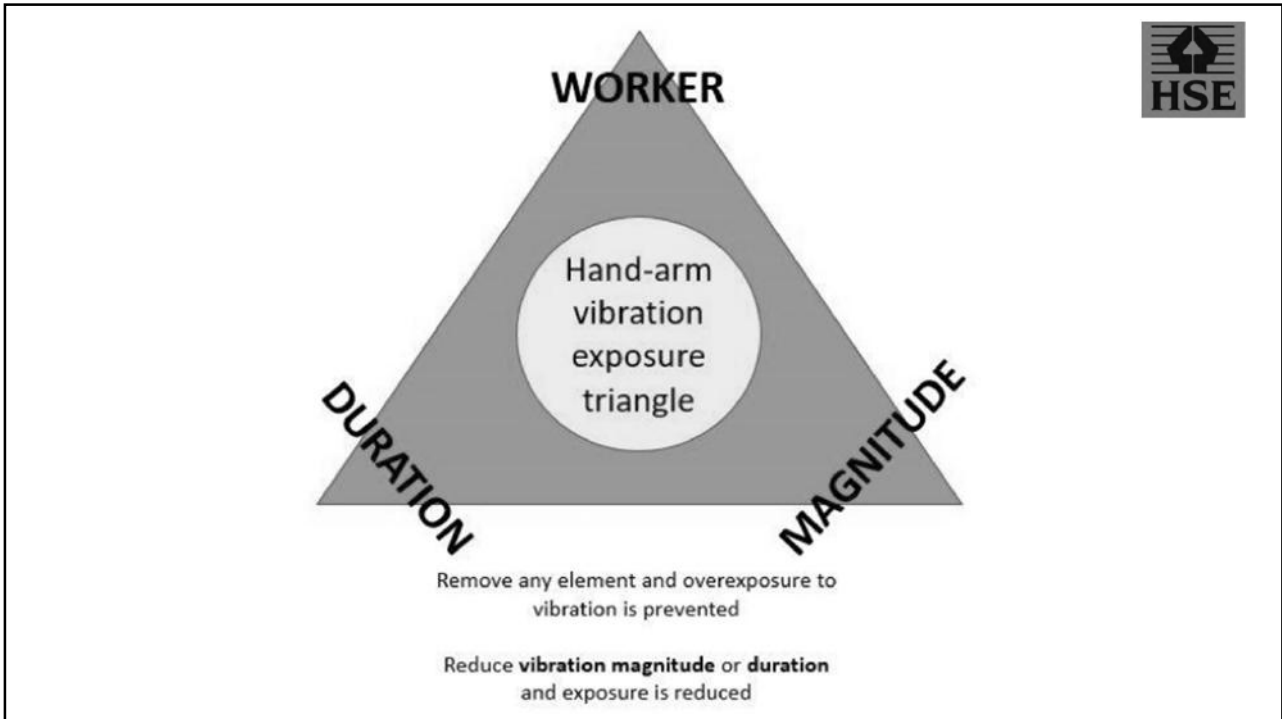 WORKER
HSE
Hand-arm
vibration
exposure
triangle
DURATION
MAGNITUDE
Remove any element and overexposure to
vibration is prevented
Reduce vibration magnitude or duration
and exposure is reduced